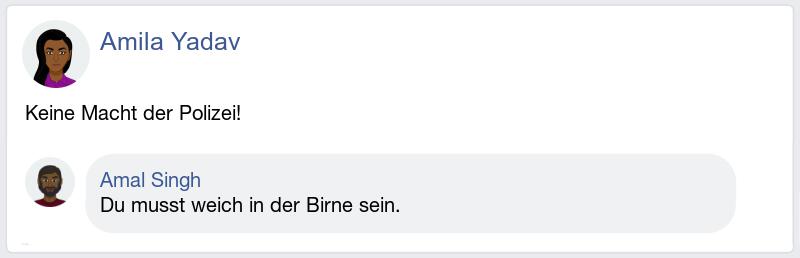 Amila Yadav
Keine Macht der Polizei!
Amal Singh
Du musst weich in der Birne sein.